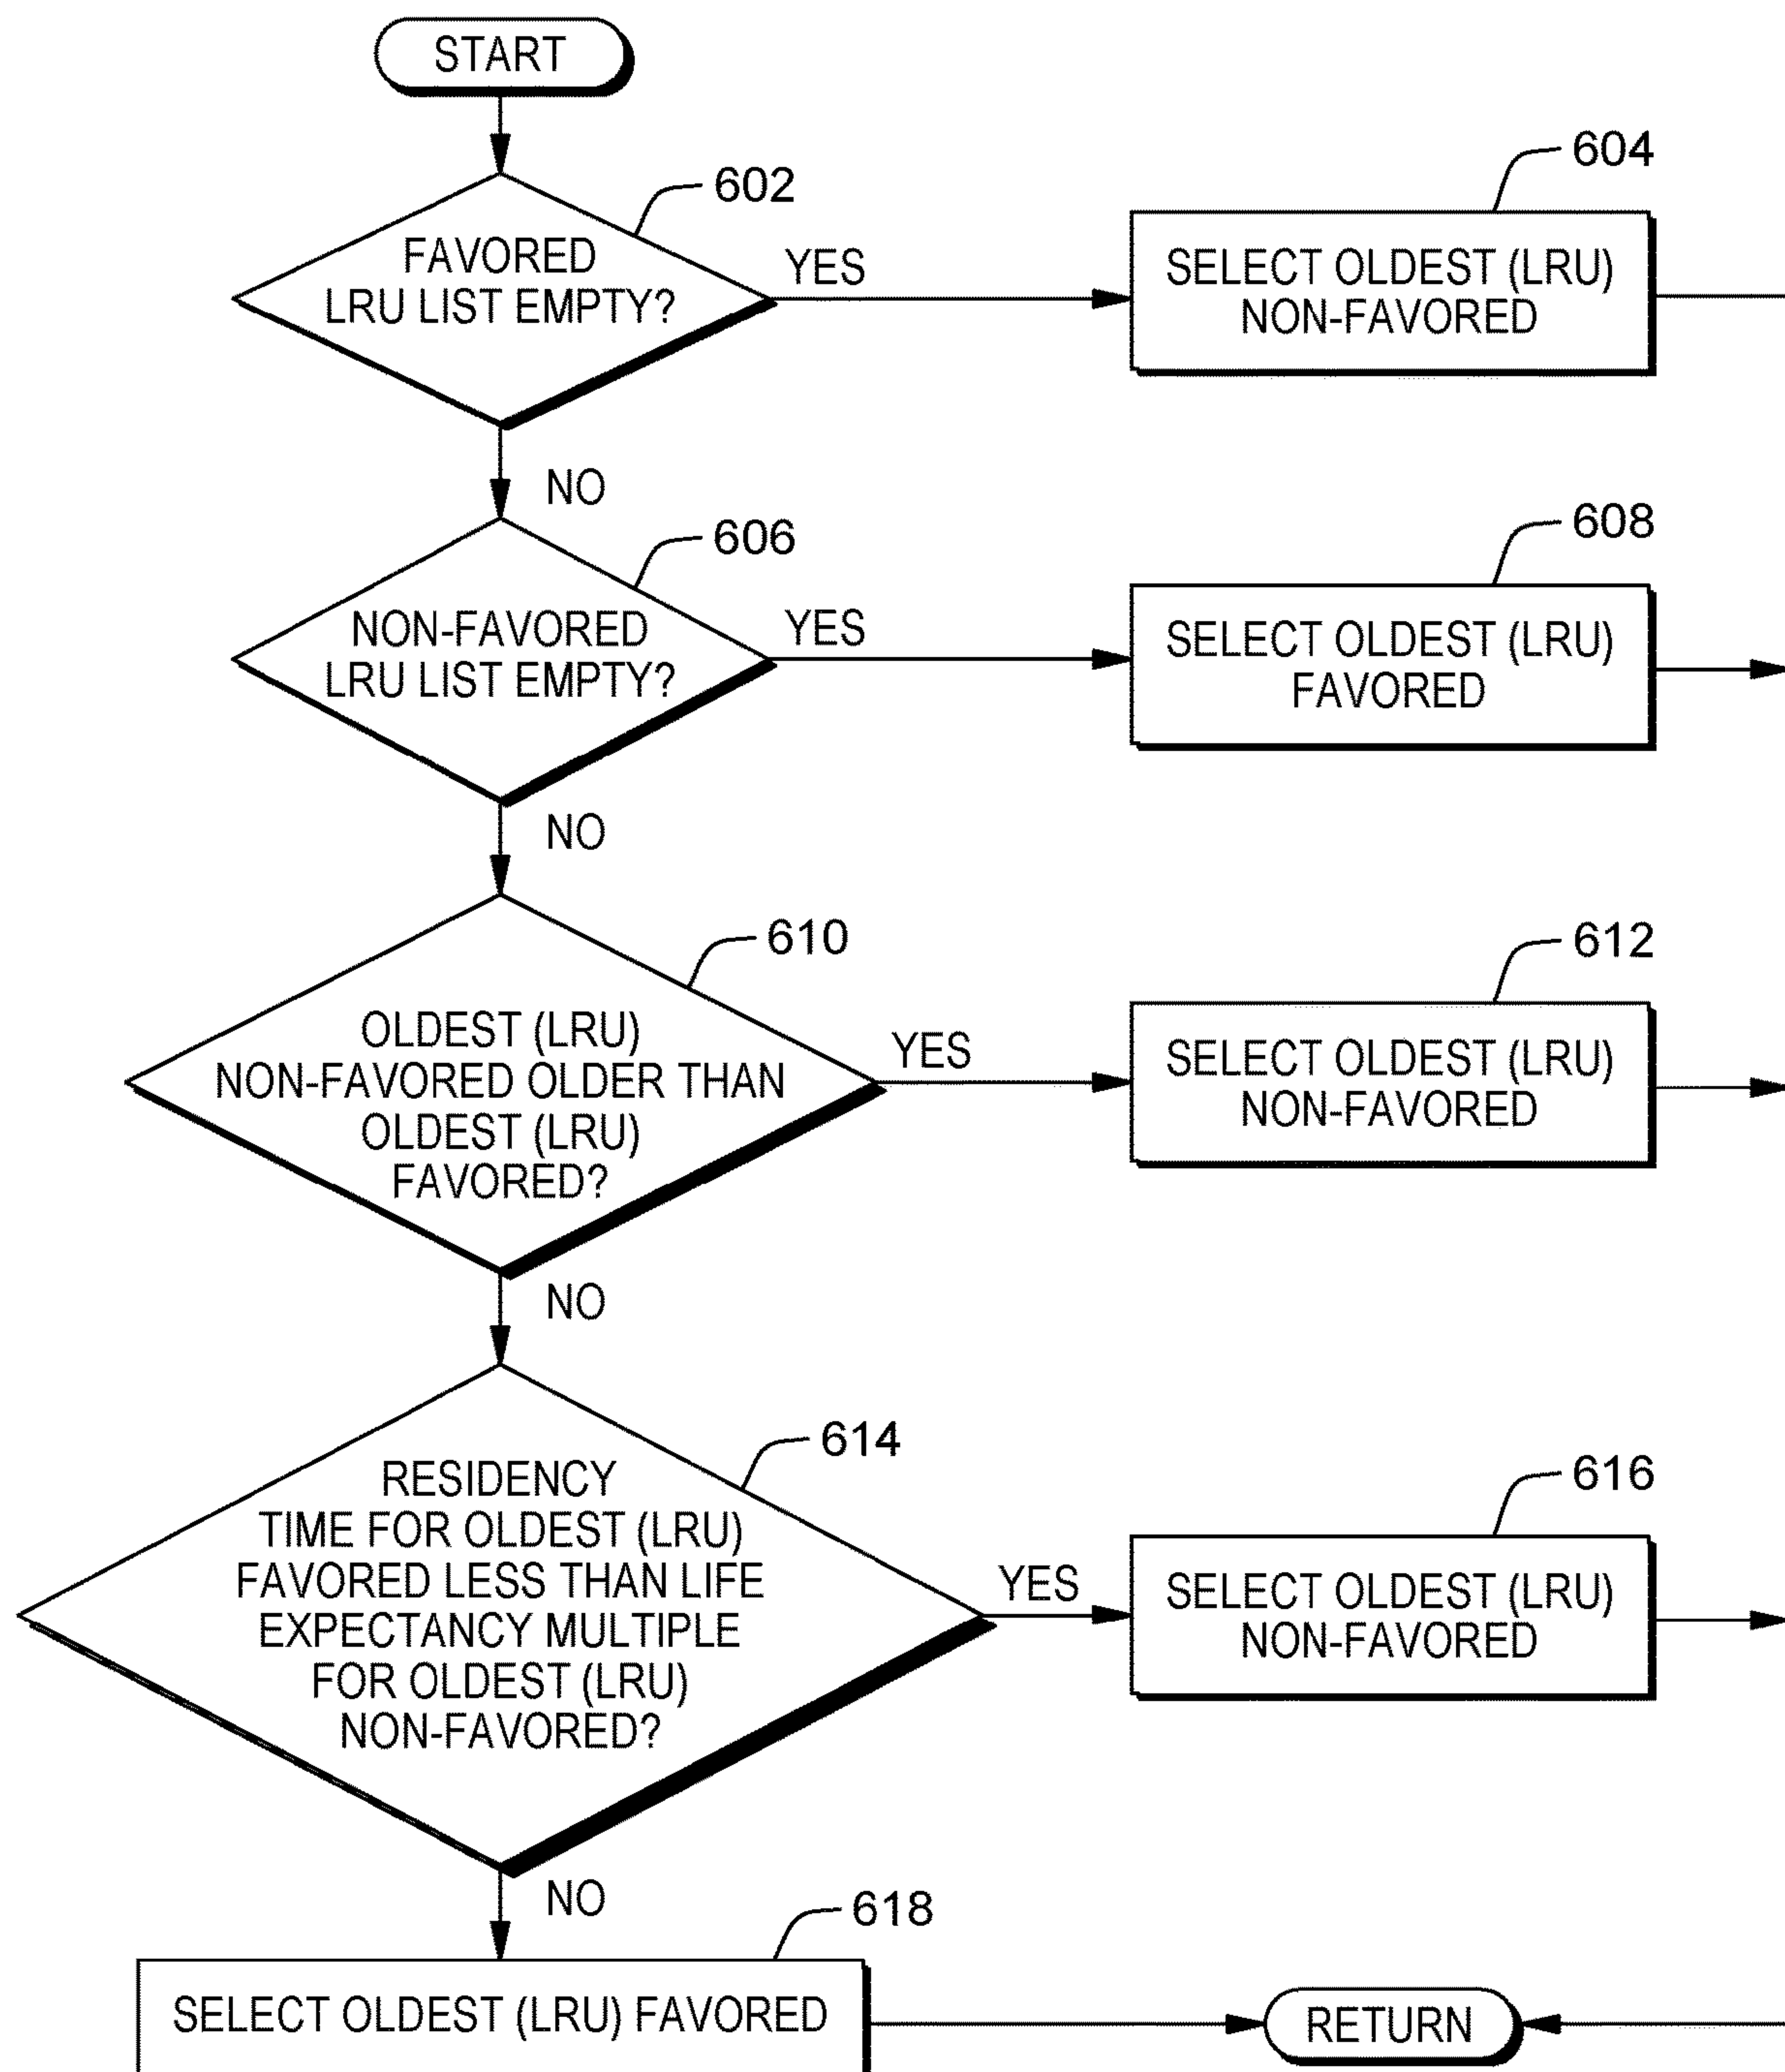 START
602
FAVORED
LRU LIST EMPTY?
YES
604
SELECT OLDEST (LRU)
NON-FAVORED
NO
606
NON-FAVORED
LRU LIST EMPTY?
YES
608
SELECT OLDEST (LRU)
FAVORED
NO
610
OLDEST (LRU)
NON-FAVORED OLDER THAN
OLDEST (LRU)
FAVORED?
YES
612
SELECT OLDEST (LRU)
NON-FAVORED
NO
614
RESIDENCY
TIME FOR OLDEST (LRU)
FAVORED LESS THAN LIFE
EXPECTANCY MULTIPLE
FOR OLDEST (LRU)
NON-FAVORED?
YES
616
SELECT OLDEST (LRU)
NON-FAVORED
NO
618
SELECT OLDEST (LRU) FAVORED
RETURN